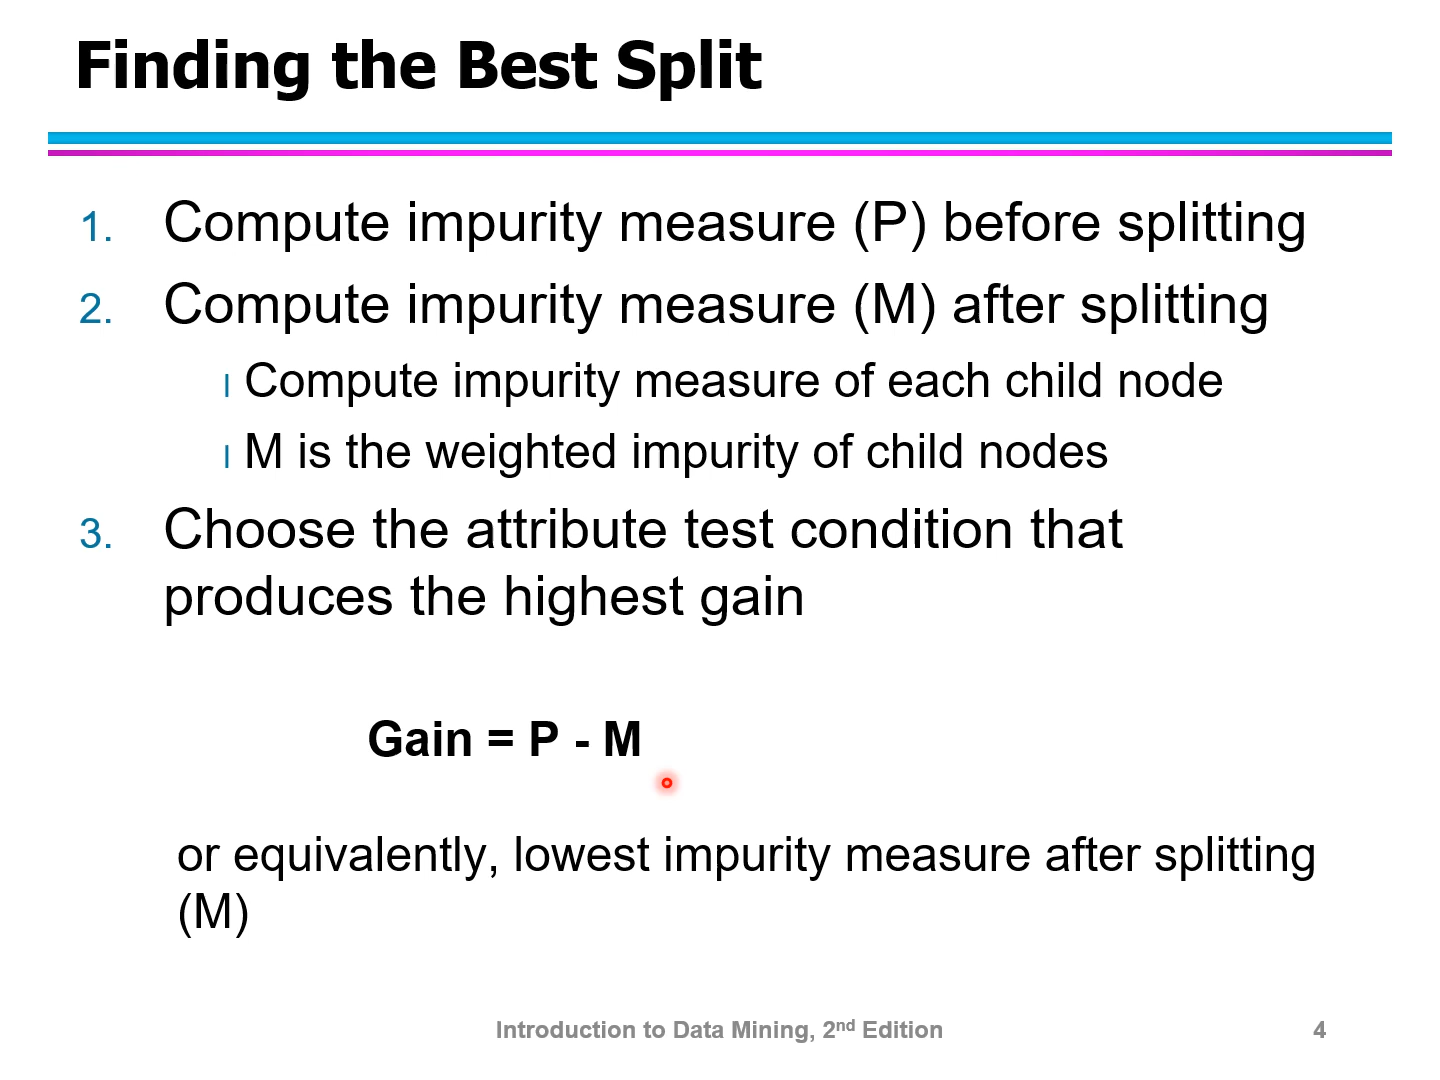 Finding the Best Split
1. Compute impurity measure (P) before splitting
2. Compute impurity measure (M) after splitting
l Compute impurity measure of each child node
l M is the weighted impurity of child nodes
3. Choose the attribute test condition that
produces the highest gain
Gain = P - M
or equivalently, lowest impurity measure after splitting
(M)
Introduction to Data Mining, 2nd Edition 4